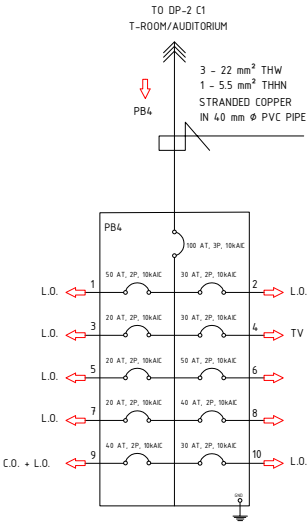 TO DP-2 C1
T-ROOM/AUDITORIUM
3 - 22 mm² THW
1 - 5.5 mm² THHN
STRANDED COPPER
IN 40 mm Ø PVC PIPE
PB4
PB4
100 AT, 3P, 10kAIC
50 AT, 2P, 10kAIC 30 AT, 2P, 10kAIC
L.O. 1 2 L.O.
20 AT, 2P, 10kAIC 30 AT, 2P, 10kAIC
L.O. 3 4 TV
20 AT, 2P, 10kAIC 50 AT, 2P, 10kAIC
L.O. 5 6
20 AT, 2P, 10kAIC 40 AT, 2P, 10kAIC
L.O. 7 8
40 AT, 2P, 10kAIC 30 AT, 2P, 10kAIC
C.O. + L.O. 9 10 L.O.
GND